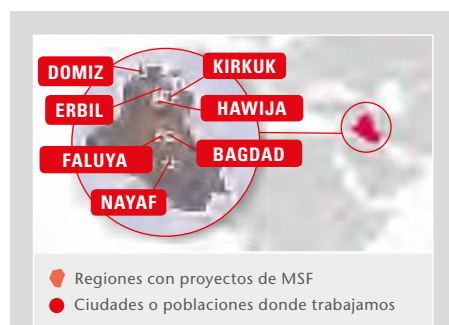 DOMIZ
KIRKUK
ERBIL
HAWIJA
FALUYA
BAGDAD
NAYAF
Regiones con proyectos de MSF
Ciudades o poblaciones donde trabajamos